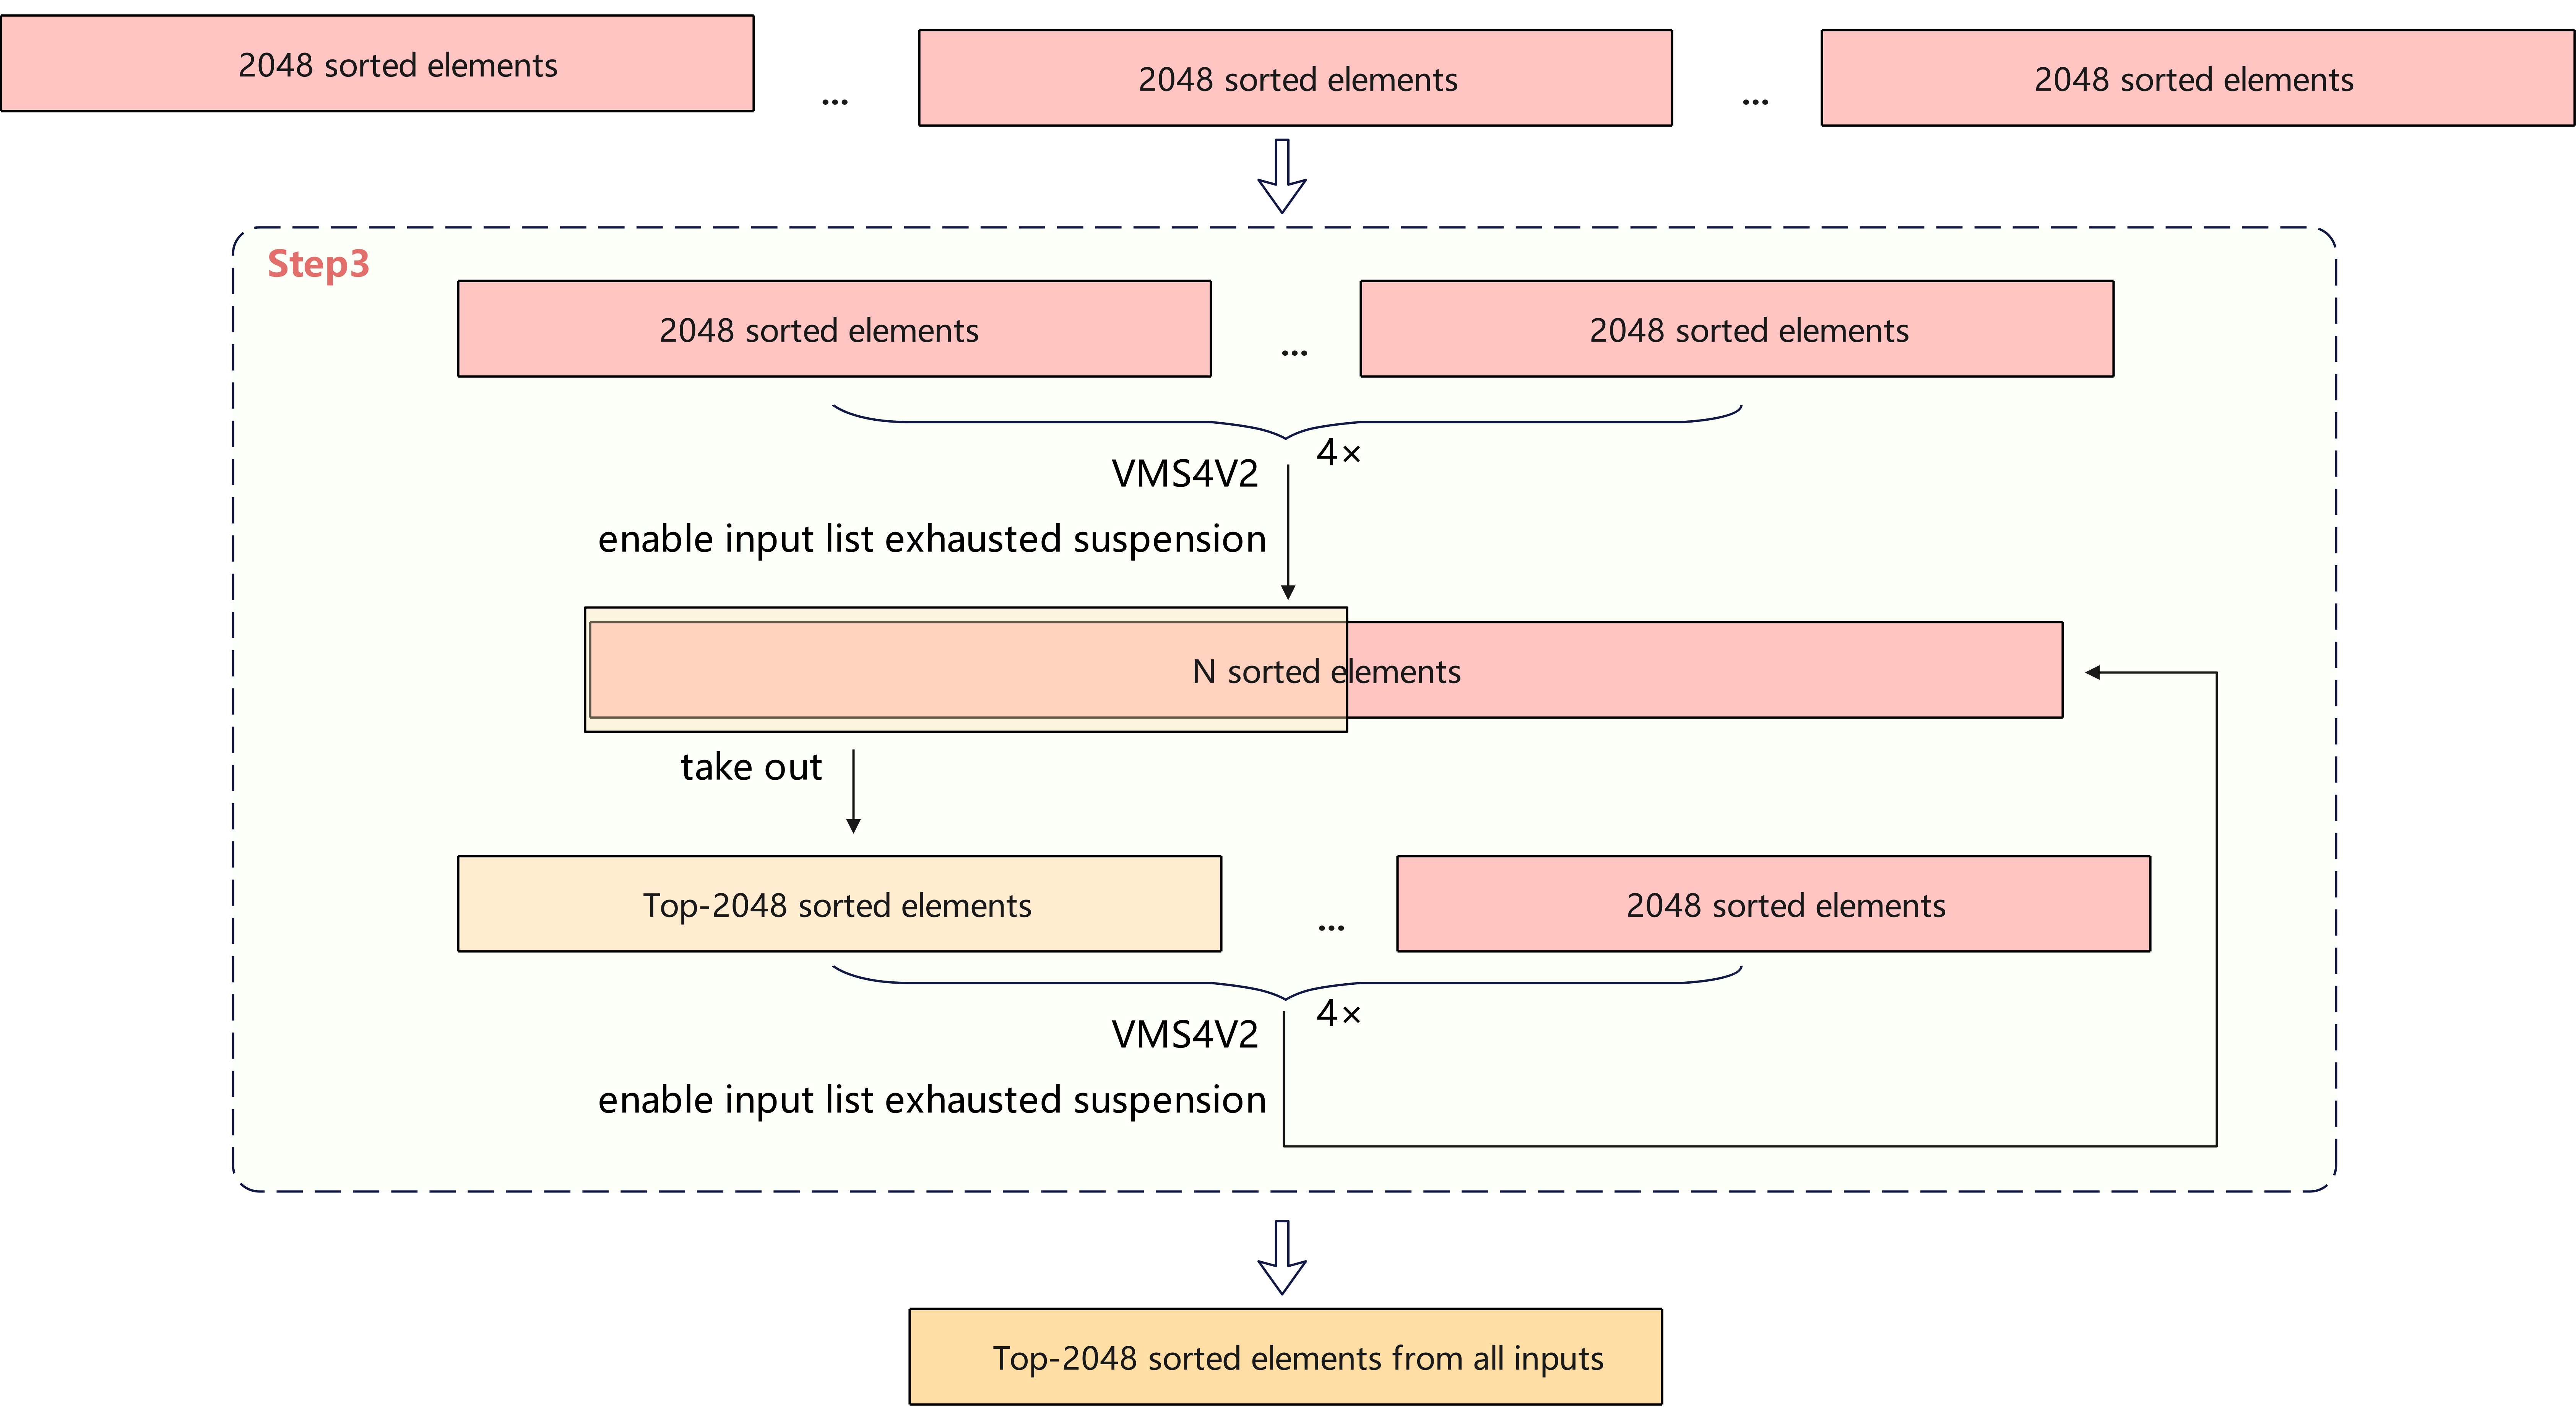 2048 sorted elements
...
2048 sorted elements
...
2048 sorted elements
Step3
2048 sorted elements
...
2048 sorted elements
4×
VMS4V2
enable input list exhausted suspension
N sorted elements
take out
Top-2048 sorted elements
...
2048 sorted elements
4×
VMS4V2
enable input list exhausted suspension
Top-2048 sorted elements from all inputs